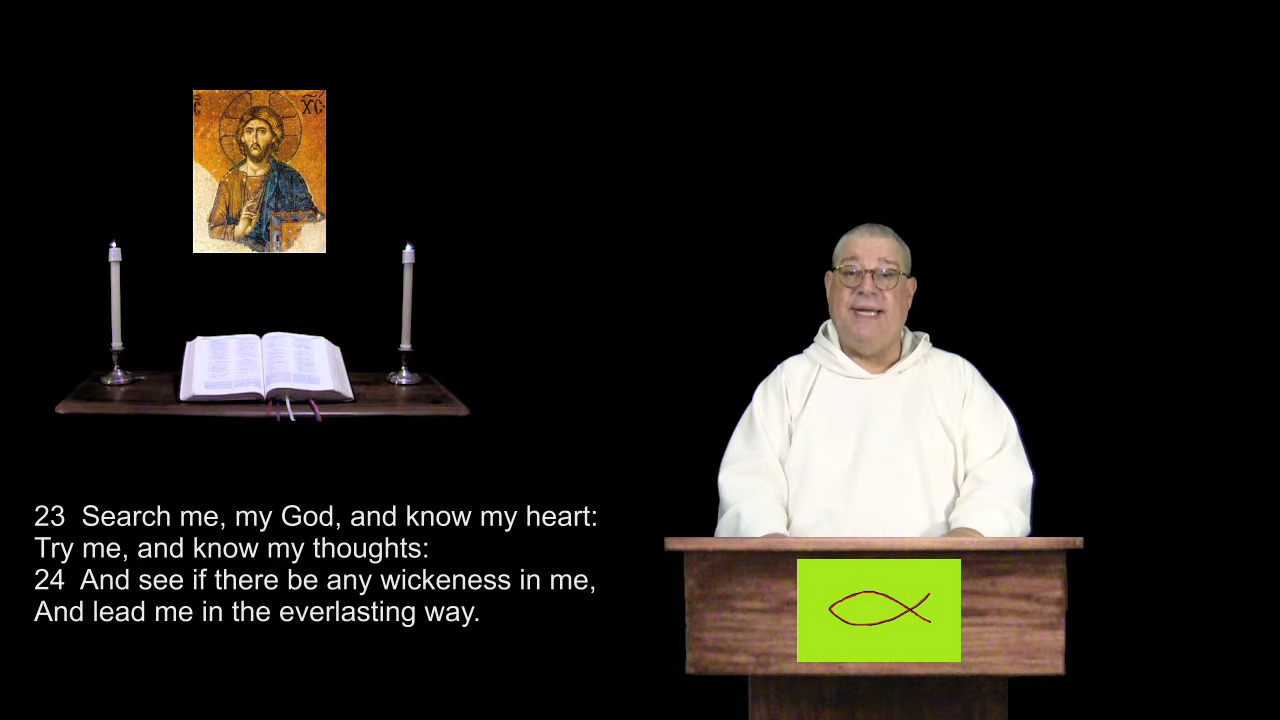 C XC
23 Search me, my God, and know my heart:
Try me, and know my thoughts:
24 And see if there be any wickeness in me,
And lead me in the everlasting way.